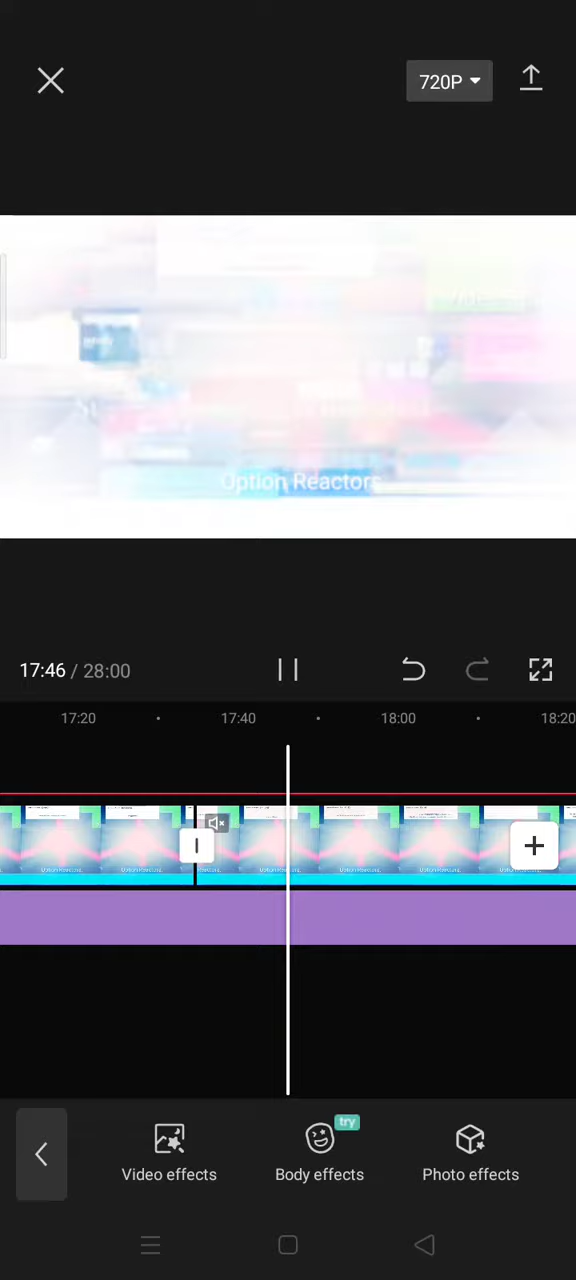 720P
Option Reactors
17:46 / 28:00
17:20
17:40
18:00
18:20
try
Video effects
Body effects
Photo effects